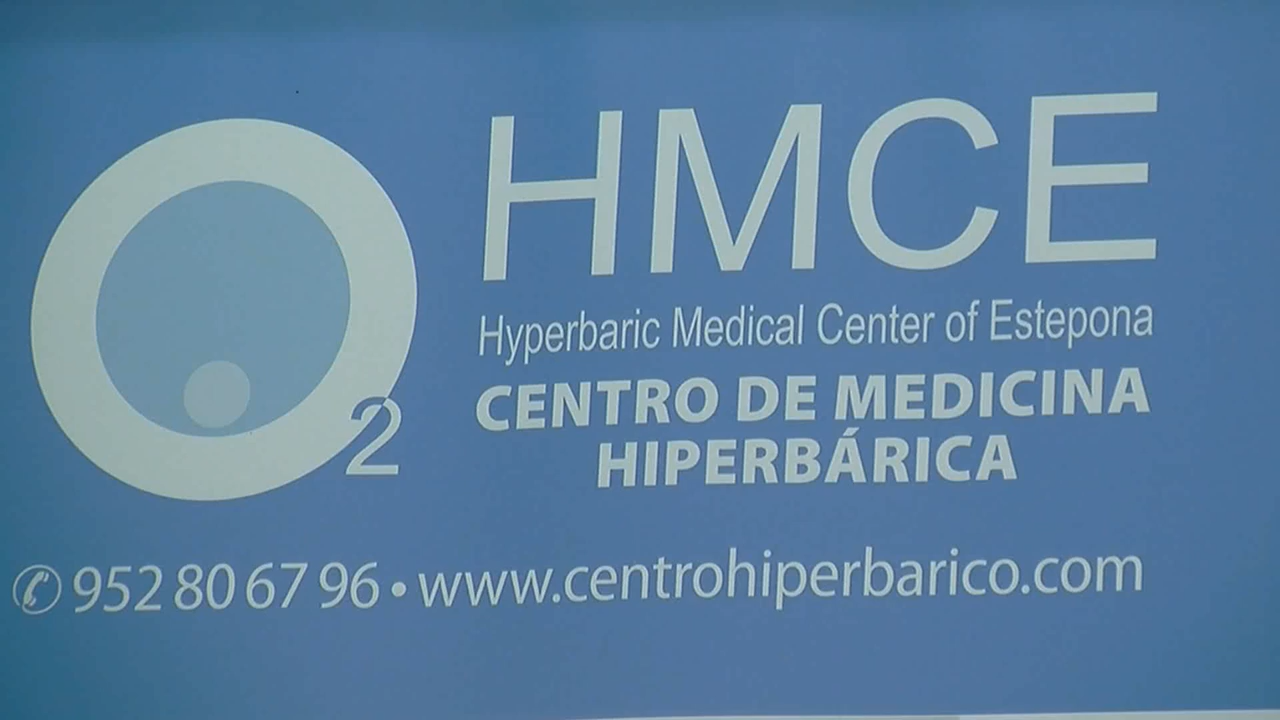 O2
HMCE
Hyperbaric Medical Center of Estepona
CENTRO DE MEDICINA
HIPERBÁRICA
✆ 952 80 67 96 • www.centrohiperbarico.com